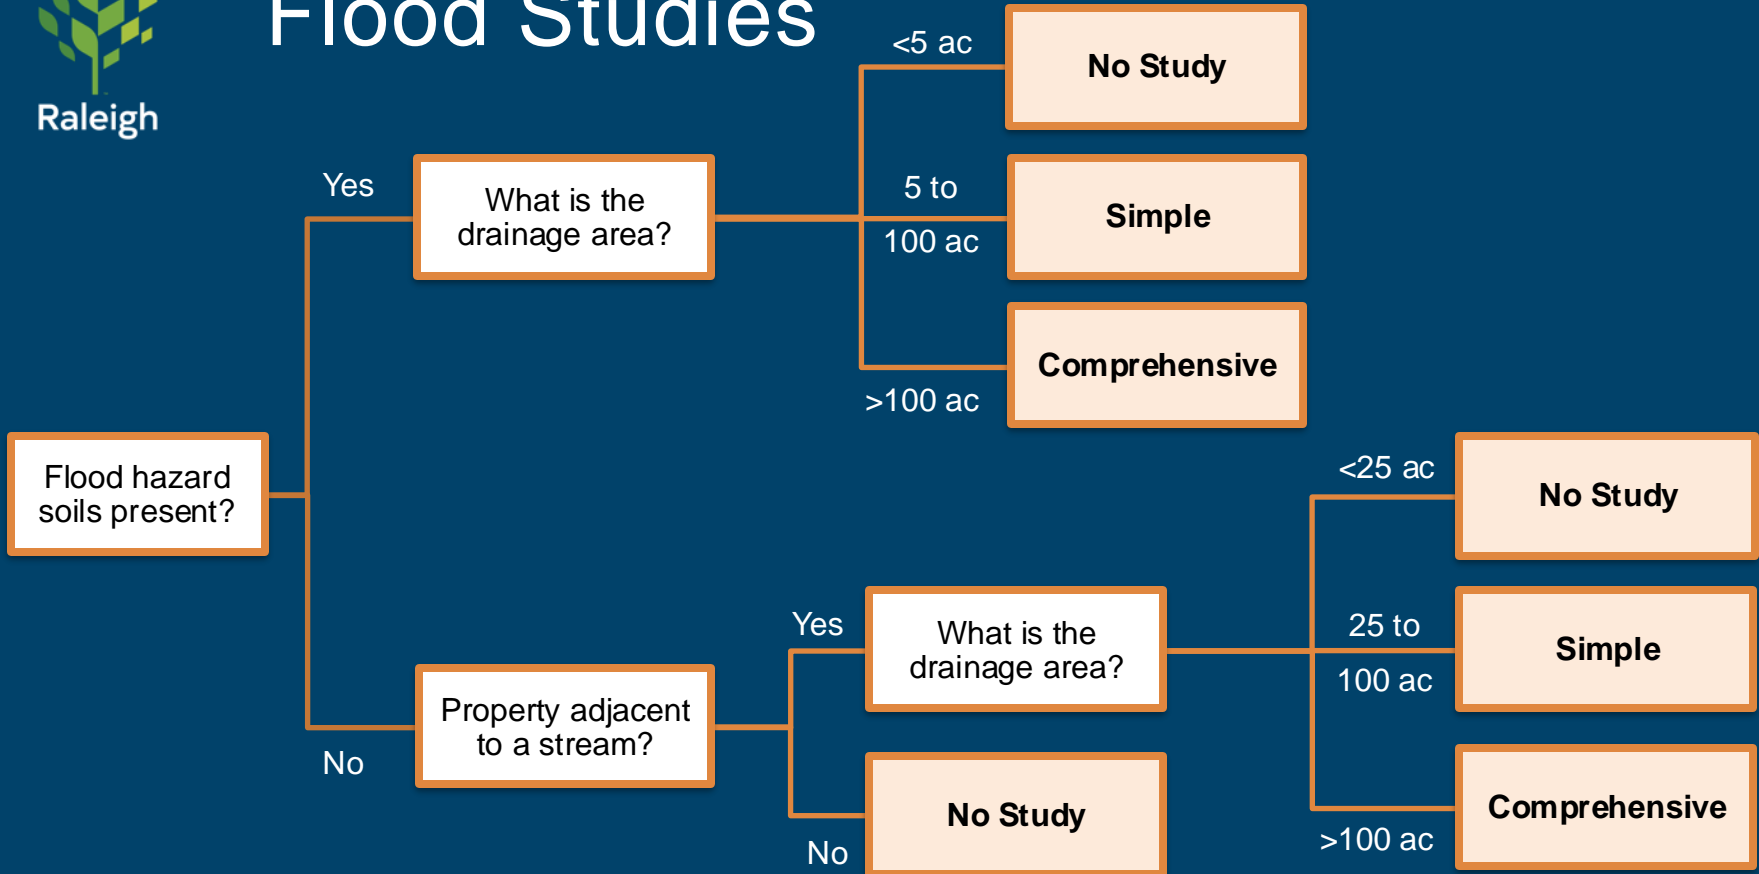 Flood Studies
Raleigh
<5 ac
No Study
Yes
What is the
drainage area?
5 to
100 ac
Simple
>100 ac
Comprehensive
Flood hazard
soils present?
No
Property adjacent
to a stream?
Yes
What is the
drainage area?
<25 ac
No Study
25 to
100 ac
Simple
>100 ac
Comprehensive
No
No Study